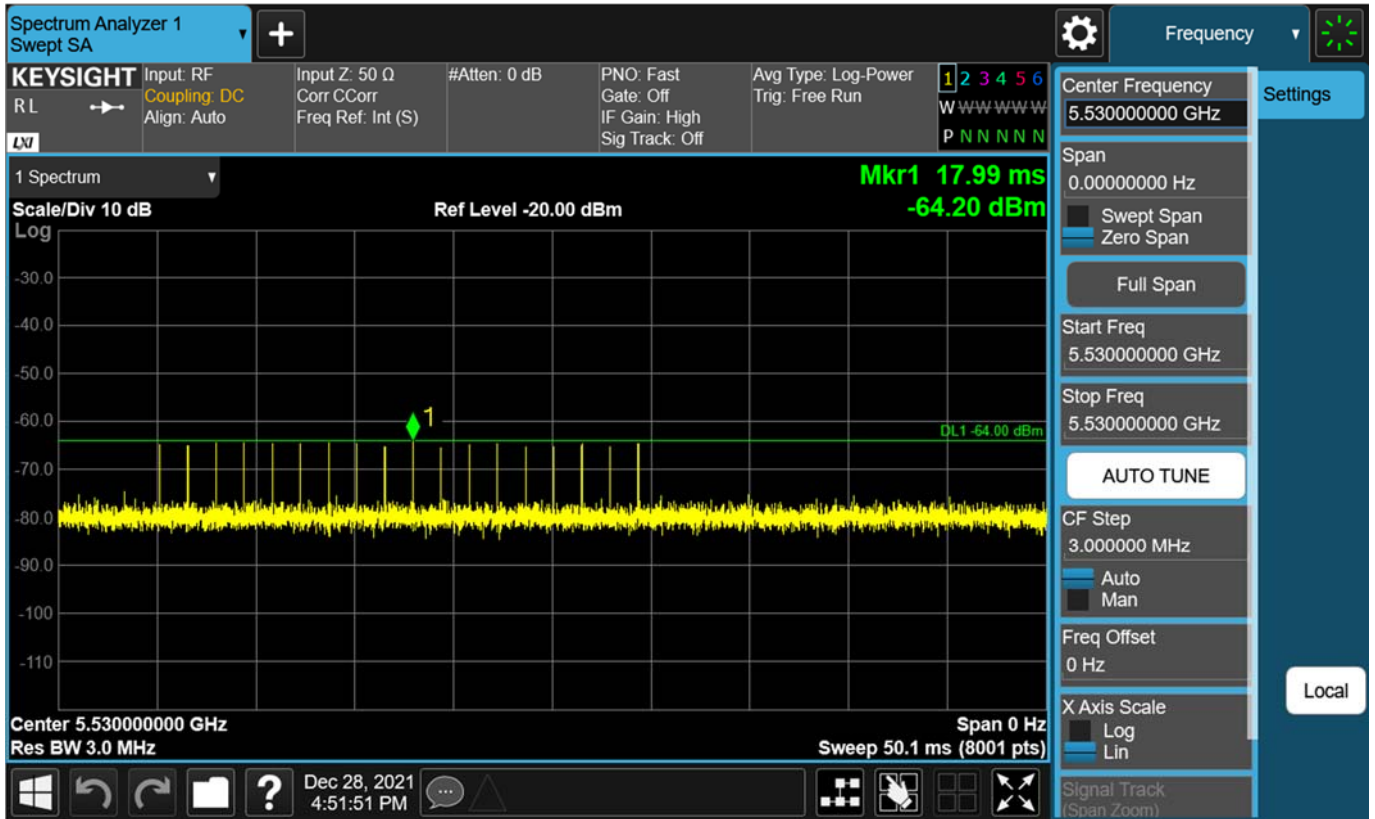 Spectrum Analyzer 1
Swept SA
+
Frequency
KEYSIGHT
R L
LXI
Input: RF
Coupling: DC
Align: Auto
Input Z: 50 Ω
Corr CCorr
Freq Ref: Int (S)
#Atten: 0 dB
PNO: Fast
Gate: Off
IF Gain: High
Sig Track: Off
Avg Type: Log-Power
Trig: Free Run
1 2 3 4 5 6
W W W W W W
P N N N N N
1 Spectrum
Mkr1 17.99 ms
Scale/Div 10 dB
Ref Level -20.00 dBm
-64.20 dBm
Log
-30.0
-40.0
-50.0
-60.0
1
DL1 -64.00 dBm
-70.0
-80.0
-90.0
-100
-110
Center 5.530000000 GHz
Span 0 Hz
Res BW 3.0 MHz
Sweep 50.1 ms (8001 pts)
?
Dec 28, 2021
4:51:51 PM
Center Frequency
5.530000000 GHz
Span
0.00000000 Hz
Swept Span
Zero Span
Full Span
Start Freq
5.530000000 GHz
Stop Freq
5.530000000 GHz
AUTO TUNE
CF Step
3.000000 MHz
Auto
Man
Freq Offset
0 Hz
X Axis Scale
Log
Lin
Signal Track
(Span Zoom)
Settings
Local